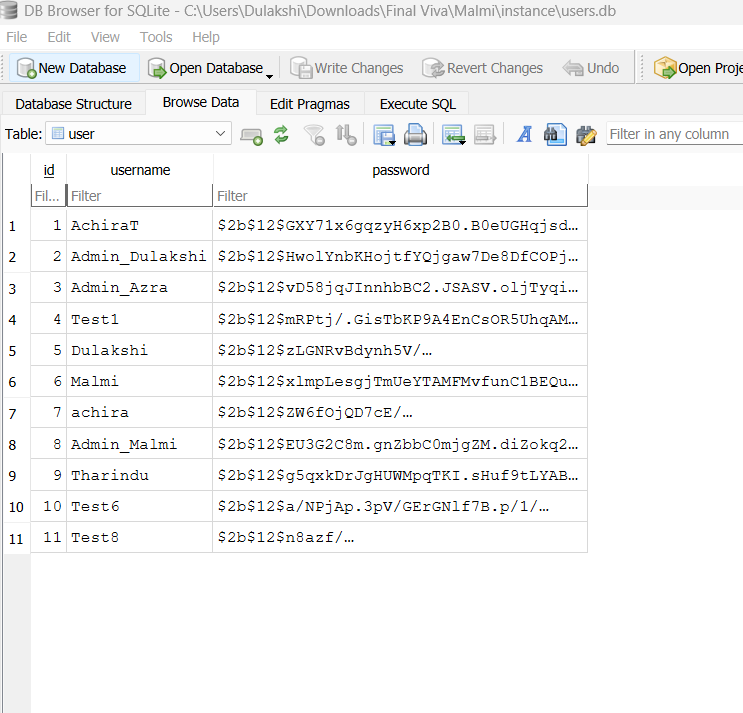 DB Browser for SQLite - C:\Users\Dulakshi\Downloads\Final Viva\Malmi\instance\users.db
File Edit View Tools Help
New Database Open Database Write Changes Revert Changes Undo Open Proje
Database Structure Browse Data Edit Pragmas Execute SQL
Table: user Filter in any column
id username password
Fil... Filter Filter
1 1 AchiraT $2b$12$GXY71x6gqzyH6xp2B0.B0eUGHqjsd…
2 2 Admin_Dulakshi $2b$12$HwolYnbKHojtfYQjgaw7De8DfCOPj…
3 3 Admin_Azra $2b$12$vD58jqJInnhbBC2.JSASV.oljTyqi…
4 4 Test1 $2b$12$mRPtj/.GisTbKP9A4EnCsOR5UhqAM…
5 5 Dulakshi $2b$12$zLGNRvBdynh5V/…
6 6 Malmi $2b$12$xlmpLesgjTmUeYTAMFMvfunC1BEQu…
7 7 achira $2b$12$ZW6fOjQD7cE/…
8 8 Admin_Malmi $2b$12$EU3G2C8m.gnZbbC0mjgZM.diZokq2…
9 9 Tharindu $2b$12$g5qxkDrJgHUWMpqTKI.sHuf9tLYAB…
10 10 Test6 $2b$12$a/NPjAp.3pV/GErGNlf7B.p/1/…
11 11 Test8 $2b$12$n8azf/…